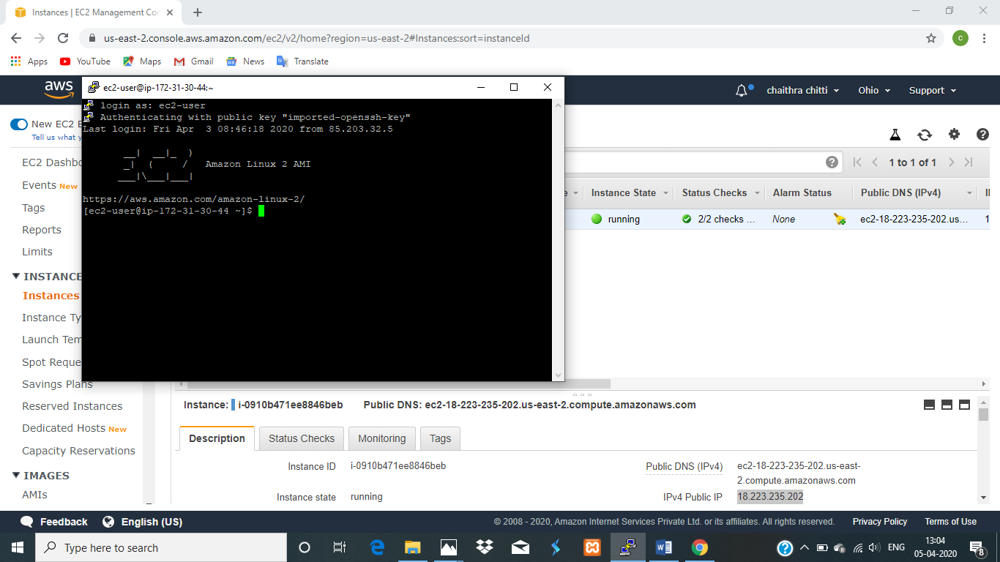 Instances | EC2 Management Con
us-east-2.console.aws.amazon.com/ec2/v2/home?region=us-east-2#Instances:sort=instanceId
c
Apps YouTube Maps Gmail News Translate
aws
chaithra chitti Ohio Support
ec2-user@ip-172-31-30-44:~
login as: ec2-user
Authenticating with public key "imported-openssh-key"
Last login: Fri Apr  3 08:46:18 2020 from 85.203.32.5
__|  __|_  )
_|  (     /   Amazon Linux 2 AMI
___|\___|___|
https://aws.amazon.com/amazon-linux-2/
[ec2-user@ip-172-31-30-44 ~]$
New EC2 E
Tell us what y
EC2 Dashbo
Events New
Tags
Reports
Limits
INSTANCE
Instances
Instance Ty
Launch Tem
Spot Reque
Savings Plans
Reserved Instances
Dedicated Hosts New
Capacity Reservations
IMAGES
AMIs
1 to 1 of 1
e Instance State Status Checks Alarm Status Public DNS (IPv4)
running 2/2 checks ... None ec2-18-223-235-202.us... 1
Instance: i-0910b471ee8846beb Public DNS: ec2-18-223-235-202.us-east-2.compute.amazonaws.com
Description Status Checks Monitoring Tags
Instance ID i-0910b471ee8846beb
Public DNS (IPv4) ec2-18-223-235-202.us-east-
2.compute.amazonaws.com
Instance state running
IPv4 Public IP 18.223.235.202
Feedback English (US) © 2008 - 2020, Amazon Internet Services Private Ltd. or its affiliates. All rights reserved. Privacy Policy Terms of Use
Type here to search
ENG
13:04
05-04-2020
8